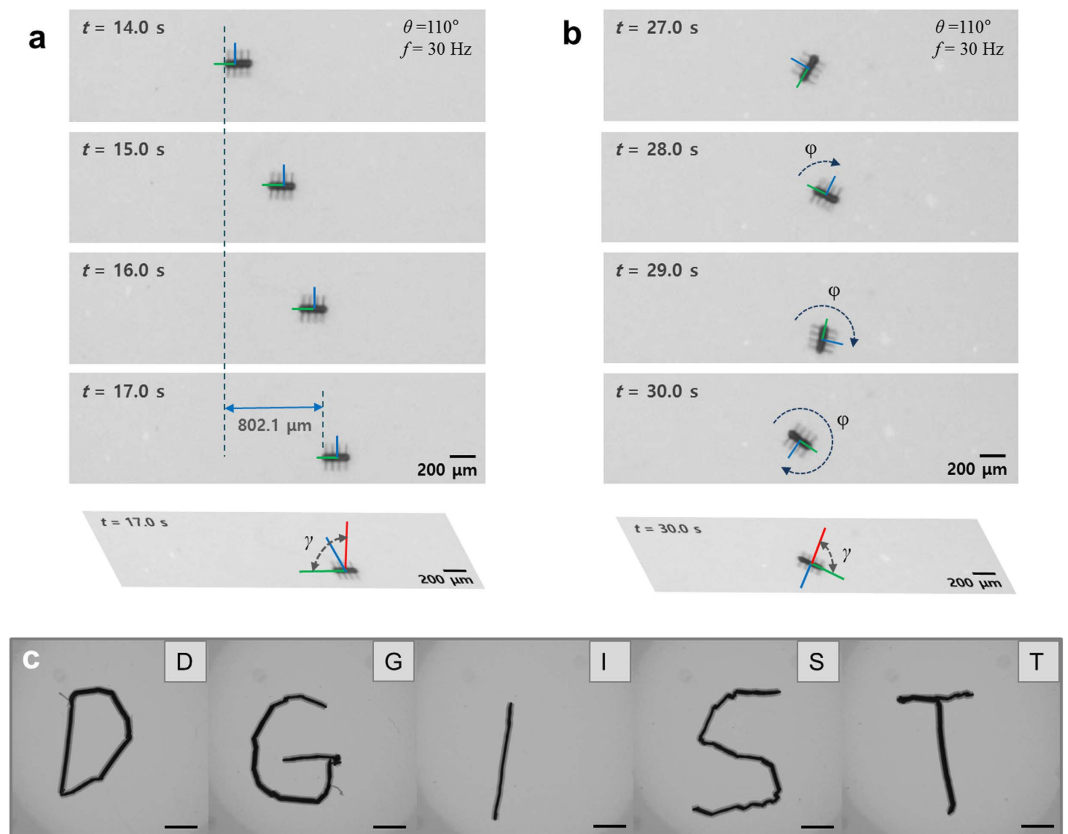 a
t = 14.0 s
θ =110°
f = 30 Hz
t = 15.0 s
t = 16.0 s
t = 17.0 s
802.1 µm
200 µm
t = 17.0 s
γ
200 µm
b
t = 27.0 s
θ =110°
f = 30 Hz
t = 28.0 s
φ
t = 29.0 s
φ
t = 30.0 s
φ
200 µm
t = 30.0 s
γ
200 µm
c
D
G
I
S
T
D
G
I
S
T